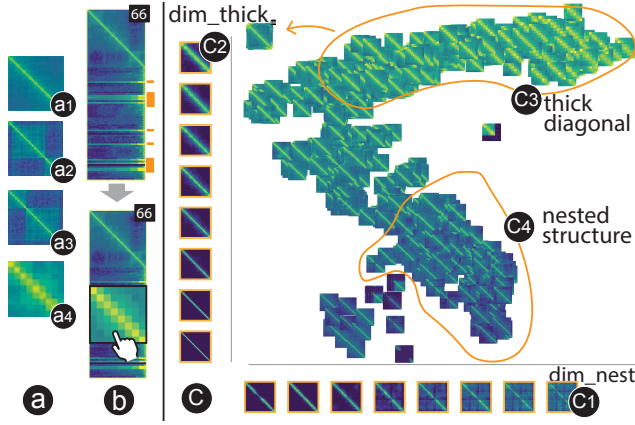 66
dim_thick
C2
a1
C3
thick
diagonal
a2
66
a3
C4
nested
structure
a4
dim_nest
a
b
C
C1